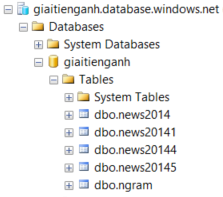 giaitienganh.database.windows.net
Databases
System Databases
giaitienganh
Tables
System Tables
dbo.news2014
dbo.news20141
dbo.news20144
dbo.news20145
dbo.ngram